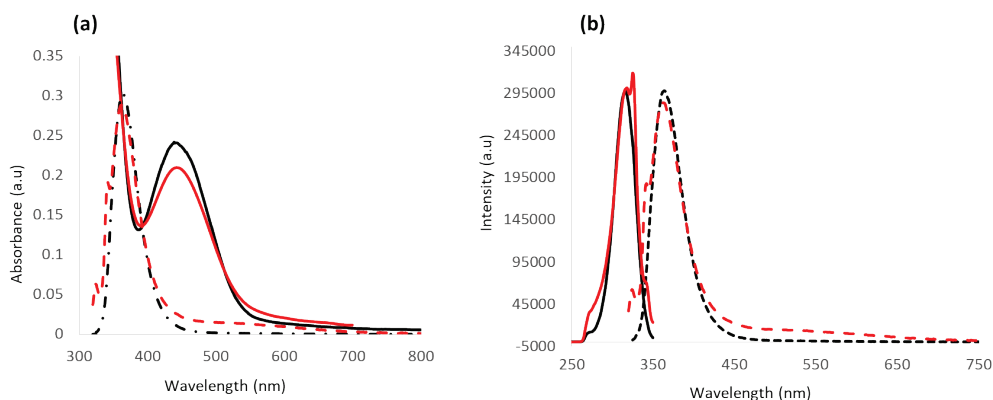 (a)
0.35
0.3
0.25
0.2
0.15
0.1
0.05
0
Absorbance (a.u)
300 400 500 600 700 800
Wavelength (nm)
(b)
345000
295000
245000
195000
145000
95000
45000
-5000
Intensity (a.u)
250 350 450 550 650 750
Wavelength (nm)